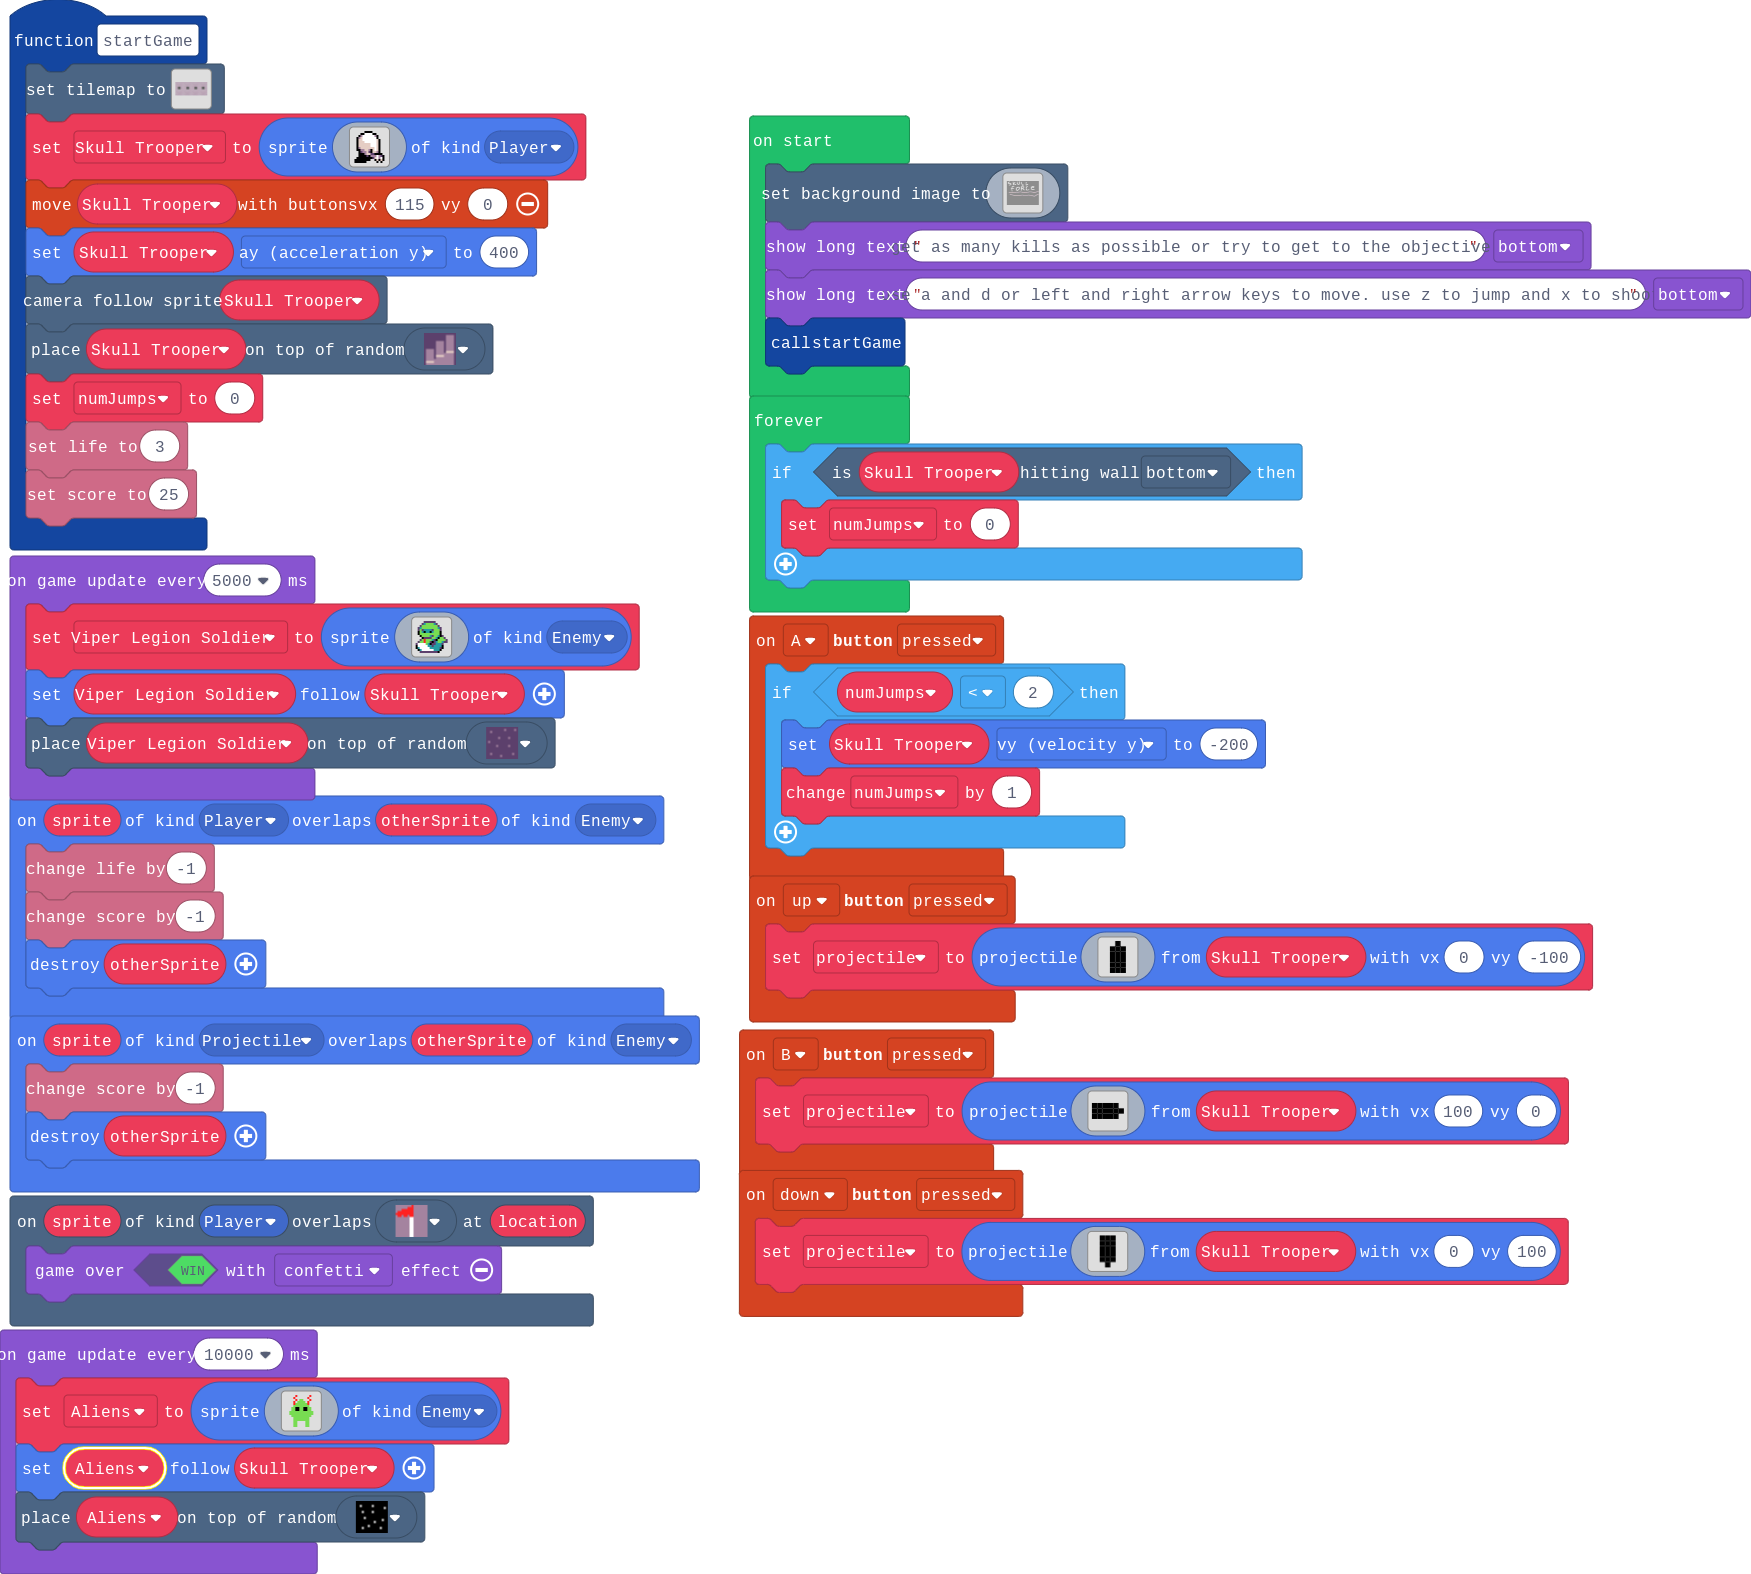 function startGame
set tilemap to
set Skull Trooper to sprite of kind Player
move Skull Trooper with buttons vx 115 vy 0
set Skull Trooper ay (acceleration y) to 400
camera follow sprite Skull Trooper
place Skull Trooper on top of random
set numJumps to 0
set life to 3
set score to 25
on game update every 5000 ms
set Viper Legion Soldier to sprite of kind Enemy
set Viper Legion Soldier follow Skull Trooper
place Viper Legion Soldier on top of random
on sprite of kind Player overlaps otherSprite of kind Enemy
change life by -1
change score by -1
destroy otherSprite
on sprite of kind Projectile overlaps otherSprite of kind Enemy
change score by -1
destroy otherSprite
on sprite of kind Player overlaps at location
game over WIN with confetti effect
on game update every 10000 ms
set Aliens to sprite of kind Enemy
set Aliens follow Skull Trooper
place Aliens on top of random
on start
set background image to
show long text " as many kills as possible or try to get to the objective" bottom
show long text "a and d or left and right arrow keys to move. use z to jump and x to shoo" bottom
call startGame
forever
if is Skull Trooper hitting wall bottom then
set numJumps to 0
on A button pressed
if numJumps < 2 then
set Skull Trooper vy (velocity y) to -200
change numJumps by 1
on up button pressed
set projectile to projectile from Skull Trooper with vx 0 vy -100
on B button pressed
set projectile to projectile from Skull Trooper with vx 100 vy 0
on down button pressed
set projectile to projectile from Skull Trooper with vx 0 vy 100